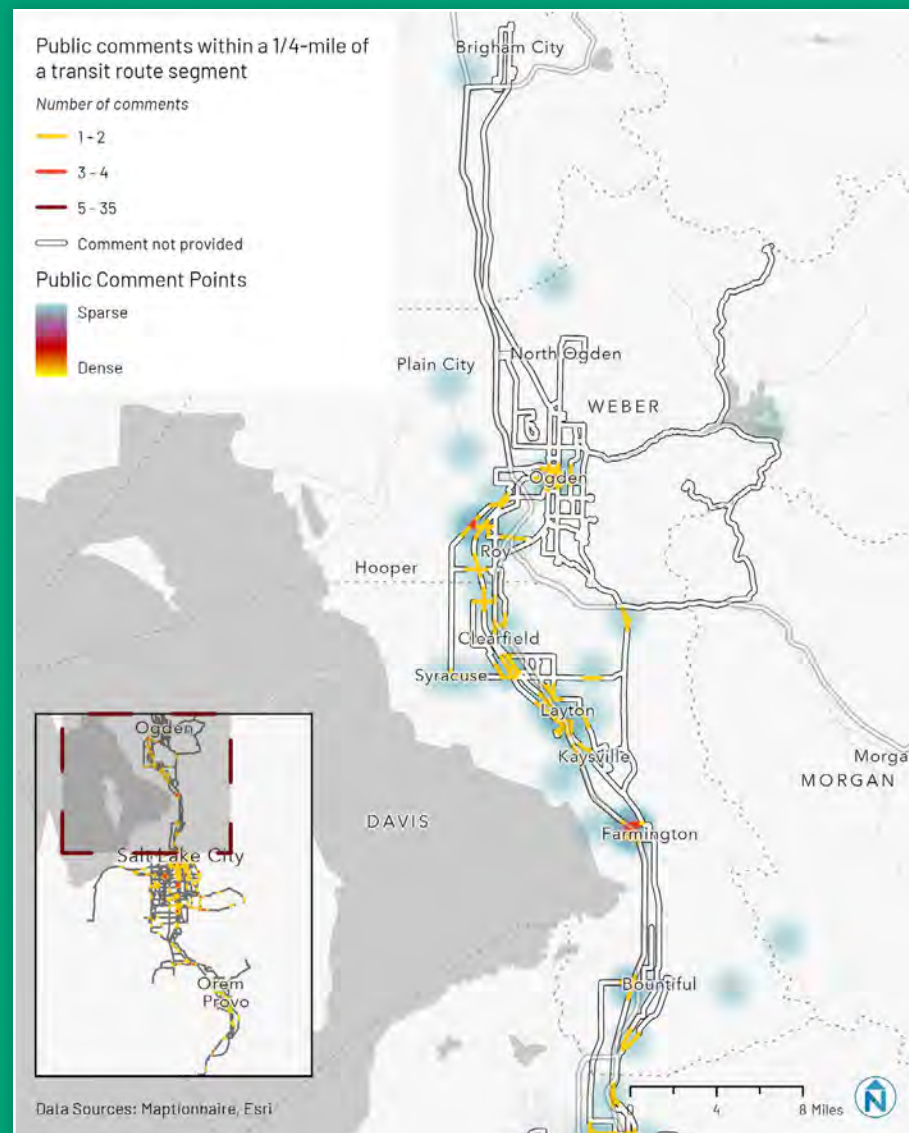 Public comments within a 1/4-mile of
a transit route segment
Number of comments
1 - 2
3 - 4
5 - 35
Comment not provided
Public Comment Points
Sparse
Dense
Brigham City
North Ogden
Plain City
WEBER
Ogden
Roy
Hooper
Clearfield
Syracuse
Layton
Kaysville
Morga
MORGAN
DAVIS
Farmington
Bountiful
Ogden
Salt Lake City
Orem
Provo
0 4 8 Miles
N
Data Sources: Maptionnaire, Esri